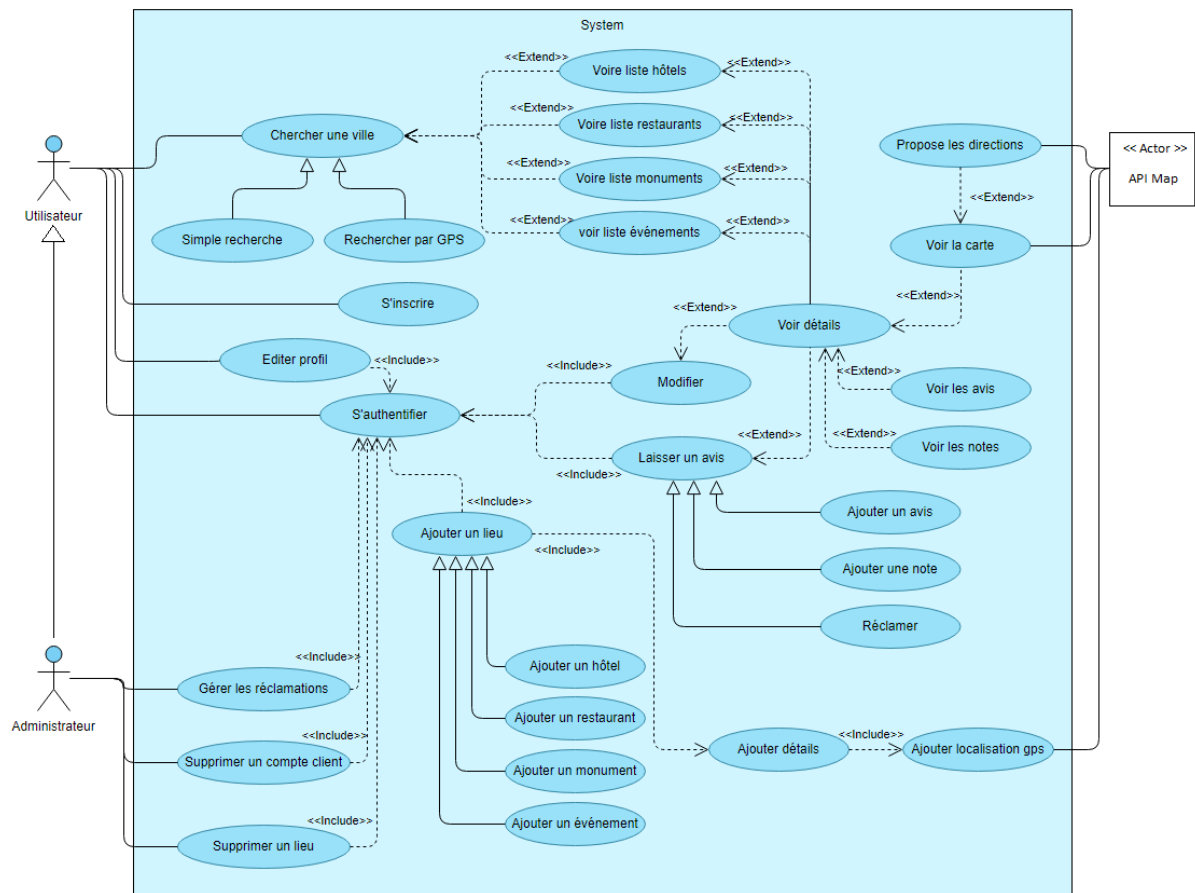 System
<<Extend>>
Voire liste hôtels
<<Extend>>
<<Extend>>
Voire liste restaurants
<<Extend>>
Chercher une ville
<<Extend>>
Voire liste monuments
<<Extend>>
<<Extend>>
voir liste événements
<<Extend>>
Simple recherche
Rechercher par GPS
Propose les directions
<< Actor >>
API Map
<<Extend>>
Voir la carte
<<Extend>>
Utilisateur
S'inscrire
<<Extend>>
Voir détails
Editer profil
<<Include>>
<<Include>>
Modifier
<<Extend>>
Voir les avis
S'authentifier
<<Extend>>
<<Extend>>
Voir les notes
Laisser un avis
<<Include>>
<<Include>>
Ajouter un avis
Ajouter un lieu
<<Include>>
Ajouter une note
Réclamer
<<Include>>
Administrateur
Gérer les réclamations
Ajouter un hôtel
Ajouter un restaurant
<<Include>>
Supprimer un compte client
Ajouter un monument
Ajouter détails
<<Include>>
Ajouter localisation gps
<<Include>>
Supprimer un lieu
Ajouter un événement